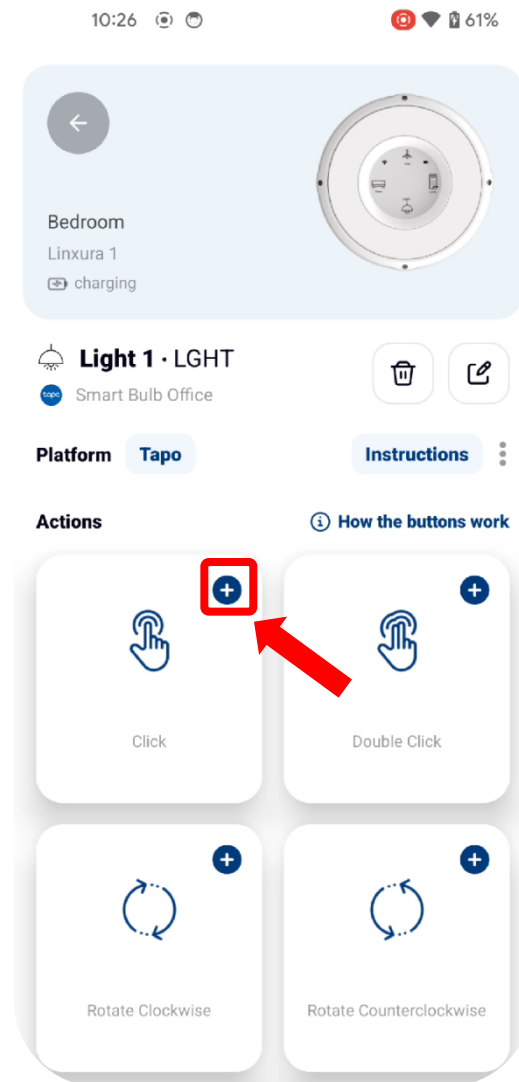 10:26 61%
Bedroom
Linxura 1
charging
Light 1 · LGHT
tapo Smart Bulb Office
Platform Tapo Instructions
Actions How the buttons work
Click Double Click
Rotate Clockwise Rotate Counterclockwise